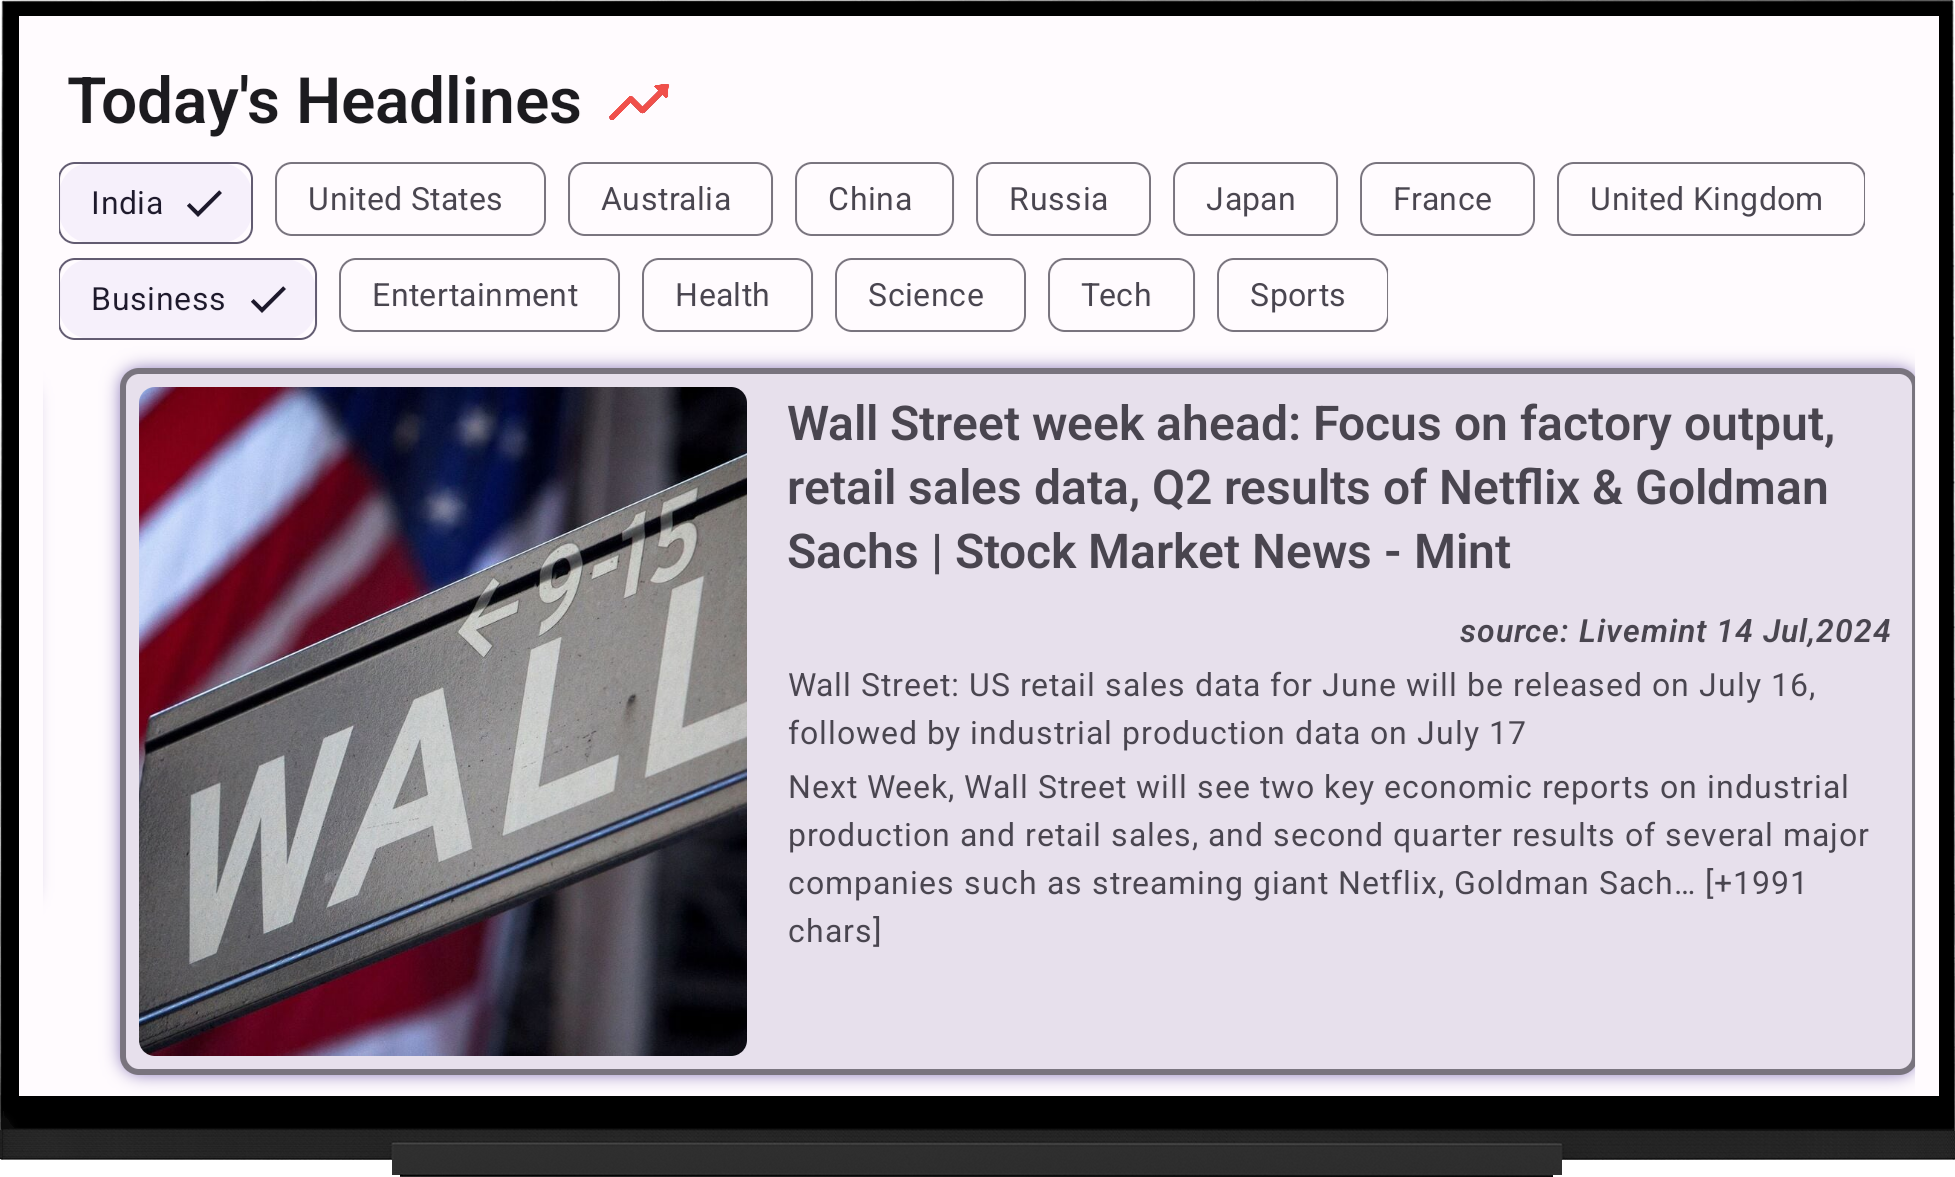 Today's Headlines
India United States Australia China Russia Japan France United Kingdom
Business Entertainment Health Science Tech Sports
←9-15
WALL
Wall Street week ahead: Focus on factory output,
retail sales data, Q2 results of Netflix & Goldman
Sachs | Stock Market News - Mint
source: Livemint 14 Jul,2024
Wall Street: US retail sales data for June will be released on July 16,
followed by industrial production data on July 17
Next Week, Wall Street will see two key economic reports on industrial
production and retail sales, and second quarter results of several major
companies such as streaming giant Netflix, Goldman Sach… [+1991
chars]